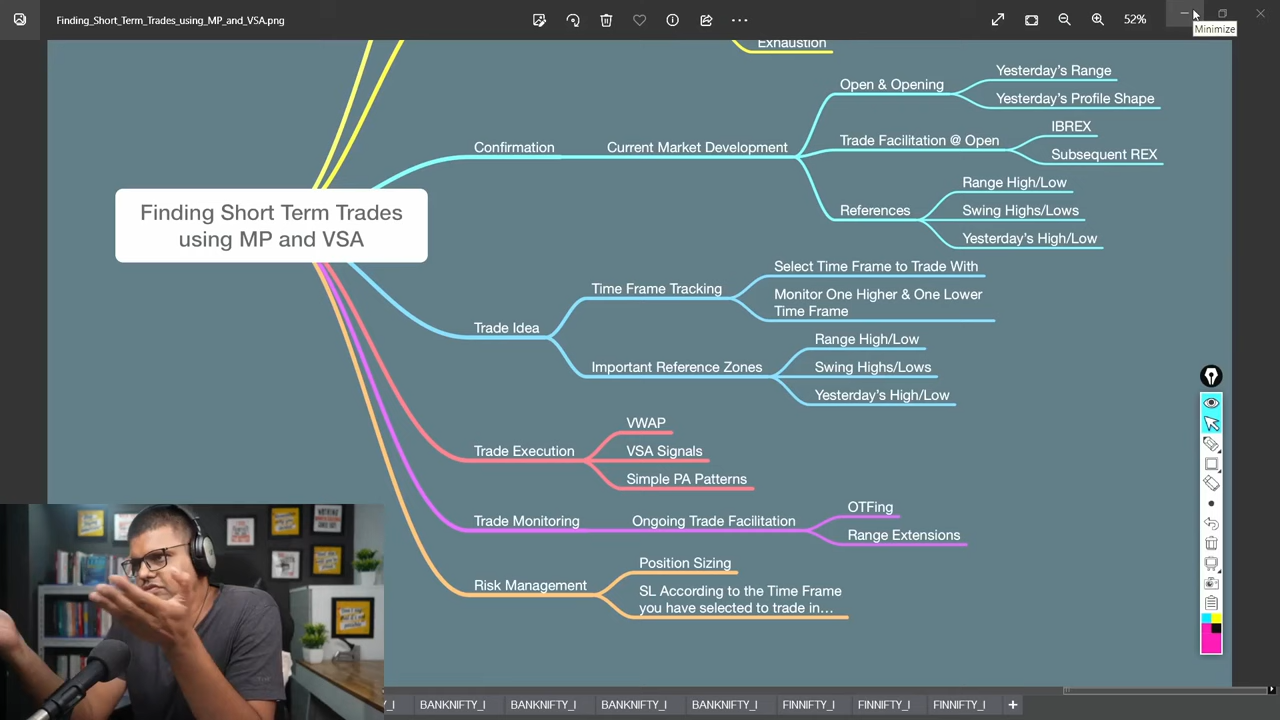 Finding_Short_Term_Trades_using_MP_and_VSA.png
52%
Minimize
Exhaustion
Finding Short Term Trades
using MP and VSA
Confirmation
Current Market Development
Open & Opening
Yesterday's Range
Yesterday's Profile Shape
Trade Facilitation @ Open
IBREX
Subsequent REX
References
Range High/Low
Swing Highs/Lows
Yesterday's High/Low
Trade Idea
Time Frame Tracking
Select Time Frame to Trade With
Monitor One Higher & One Lower
Time Frame
Important Reference Zones
Range High/Low
Swing Highs/Lows
Yesterday's High/Low
Trade Execution
VWAP
VSA Signals
Simple PA Patterns
Trade Monitoring
Ongoing Trade Facilitation
OTFing
Range Extensions
Risk Management
Position Sizing
SL According to the Time Frame
you have selected to trade in...
BANKNIFTY_I
BANKNIFTY_I
BANKNIFTY_I
BANKNIFTY_I
FINNIFTY_I
FINNIFTY_I
FINNIFTY_I